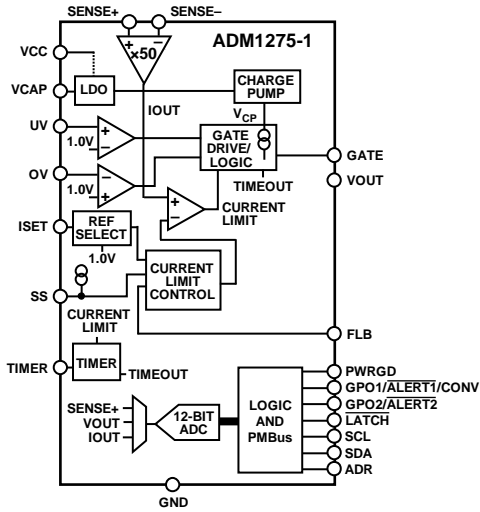 SENSE+ SENSE–
ADM1275-1
+ –
×50
VCC
VCAP
LDO
CHARGE
PUMP
IOUT
VCP
UV
+
1.0V –
GATE
DRIVE/
LOGIC
GATE
OV
1.0V –
+
TIMEOUT
VOUT
CURRENT
LIMIT
+
–
ISET
REF
SELECT
1.0V
CURRENT
LIMIT
CONTROL
SS
CURRENT
LIMIT
FLB
TIMER
TIMER
TIMEOUT
PWRGD
GPO1/ALERT1/CONV
GPO2/ALERT2
LATCH
SCL
SDA
ADR
SENSE+
VOUT
IOUT
12-BIT
ADC
LOGIC
AND
PMBus
GND